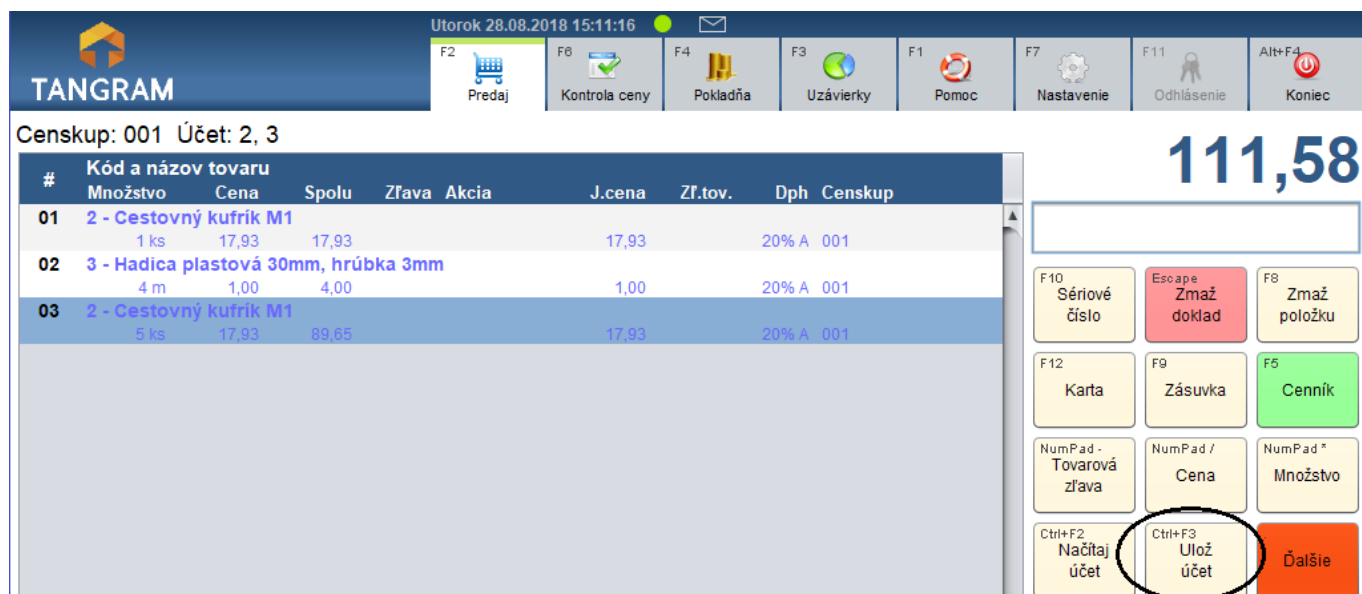 Utorok 28.08.2018 15:11:16
TANGRAM
F2 Predaj
F6 Kontrola ceny
F4 Pokladňa
F3 Uzávierky
F1 Pomoc
F7 Nastavenie
F11 Odhlásenie
Alt+F4 Koniec
Censkup: 001 Účet: 2, 3
111,58
# Kód a názov tovaru
Množstvo Cena Spolu Zľava Akcia J.cena Zľ.tov. Dph Censkup
01 2 - Cestovný kufrík M1
1 ks 17,93 17,93 17,93 20% A 001
02 3 - Hadica plastová 30mm, hrúbka 3mm
4 m 1,00 4,00 1,00 20% A 001
03 2 - Cestovný kufrík M1
5 ks 17,93 89,65 17,93 20% A 001
F10
Sériové
číslo
Escape
Zmaž
doklad
F8
Zmaž
položku
F12
Karta
F9
Zásuvka
F5
Cenník
NumPad -
Tovarová
zľava
NumPad /
Cena
NumPad *
Množstvo
Ctrl+F2
Načítaj
účet
Ctrl+F3
Ulož
účet
Ďalšie